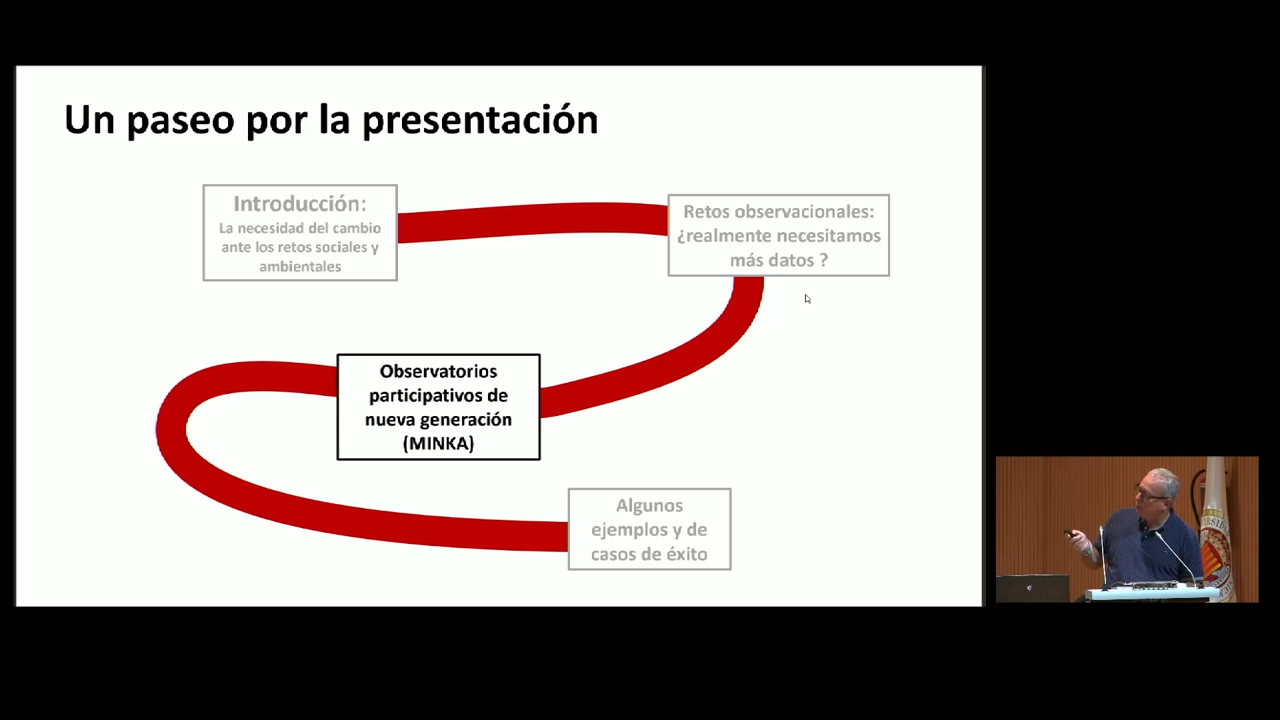 Un paseo por la presentación
Introducción:
La necesidad del cambio
ante los retos sociales y
ambientales
Retos observacionales:
¿realmente necesitamos
más datos ?
Observatorios
participativos de
nueva generación
(MINKA)
Algunos
ejemplos y de
casos de éxito